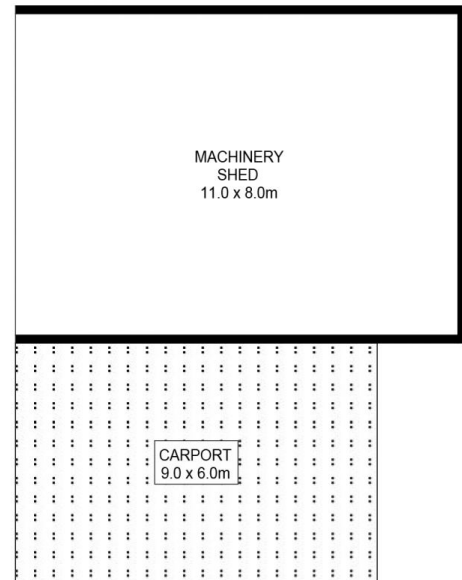 MACHINERY
SHED
11.0 x 8.0m
CARPORT
9.0 x 6.0m